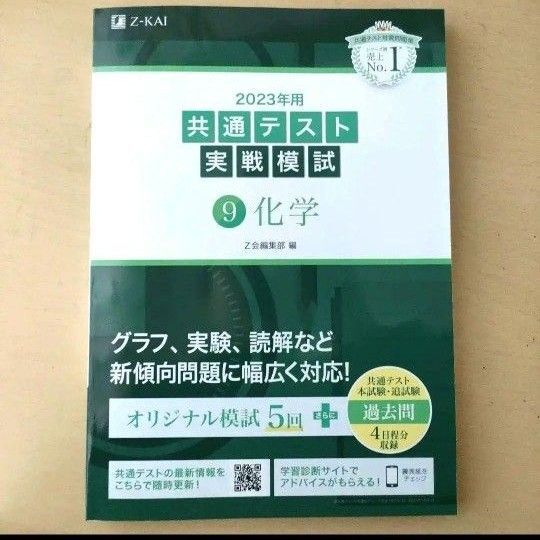 Z-KAI
共通テスト対策問題集
シリーズ別
売上
No.1
2023年用
共通テスト
実戦模試
9 化学
Z会編集部 編
グラフ、実験、読解など
新傾向問題に幅広く対応!
オリジナル模試5回
さらに
共通テスト
本試験・追試験
過去問
4日程分
収録
共通テストの最新情報を
こちらで随時更新!
学習診断サイトで
アドバイスがもらえる!
チェック